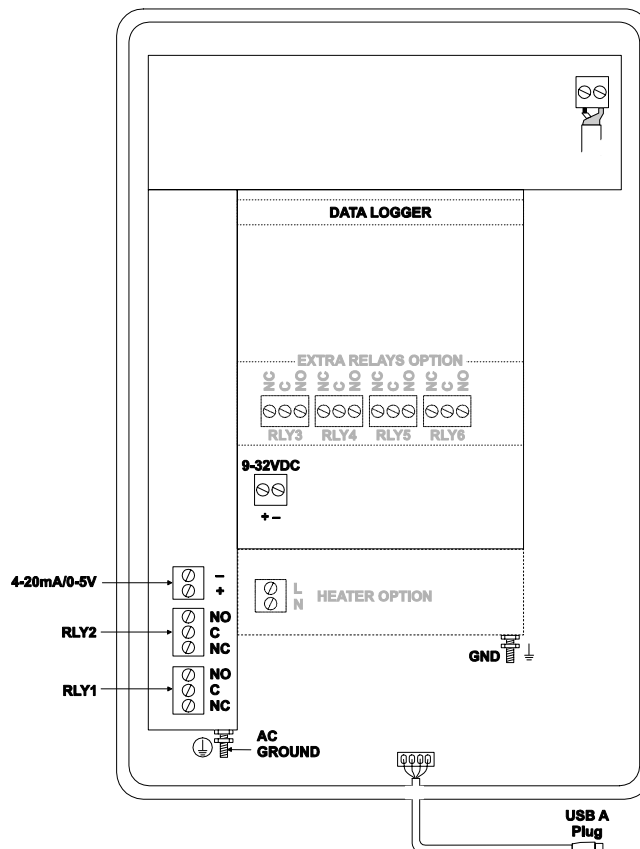 DATA LOGGER
EXTRA RELAYS OPTION
NC C NO NC C NO NC C NO NC C NO
RLY3 RLY4 RLY5 RLY6
9-32VDC
+ –
4-20mA/0-5V
–
+
L
N
HEATER OPTION
RLY2
NO
C
NC
GND
RLY1
NO
C
NC
AC
GROUND
USB A
Plug